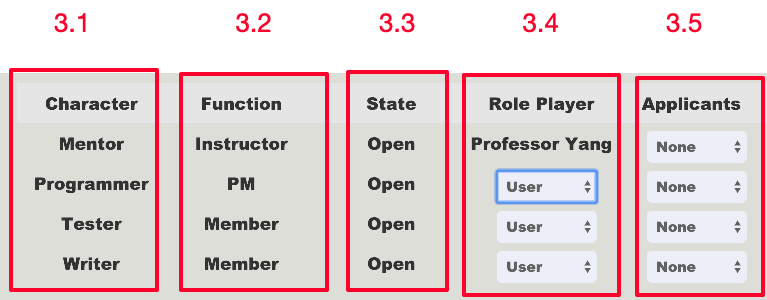 3.1 3.2 3.3 3.4 3.5
Character Function State Role Player Applicants
Mentor Instructor Open Professor Yang None
Programmer PM Open User None
Tester Member Open User None
Writer Member Open User None